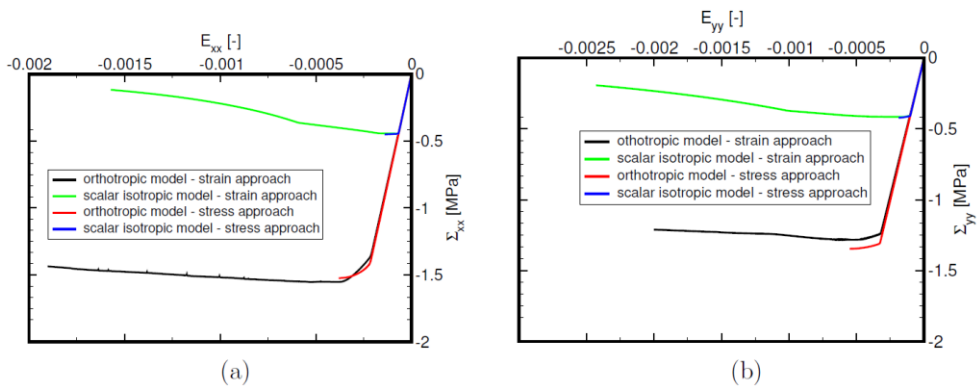 E_xx [-]
-0.002 -0.0015 -0.001 -0.0005 0
0
-0.5
-1
-1.5
-2
Σ_xx [MPa]
orthotropic model - strain approach
scalar isotropic model - strain approach
orthotropic model - stress approach
scalar isotropic model - stress approach
(a)
E_yy [-]
-0.0025 -0.002 -0.0015 -0.001 -0.0005 0
0
-0.5
-1
-1.5
-2
Σ_yy [MPa]
othotropic model - strain approach
scalar isotropic model - strain approach
orthotropic model - stress approach
scalar isotropic model - stress approach
(b)